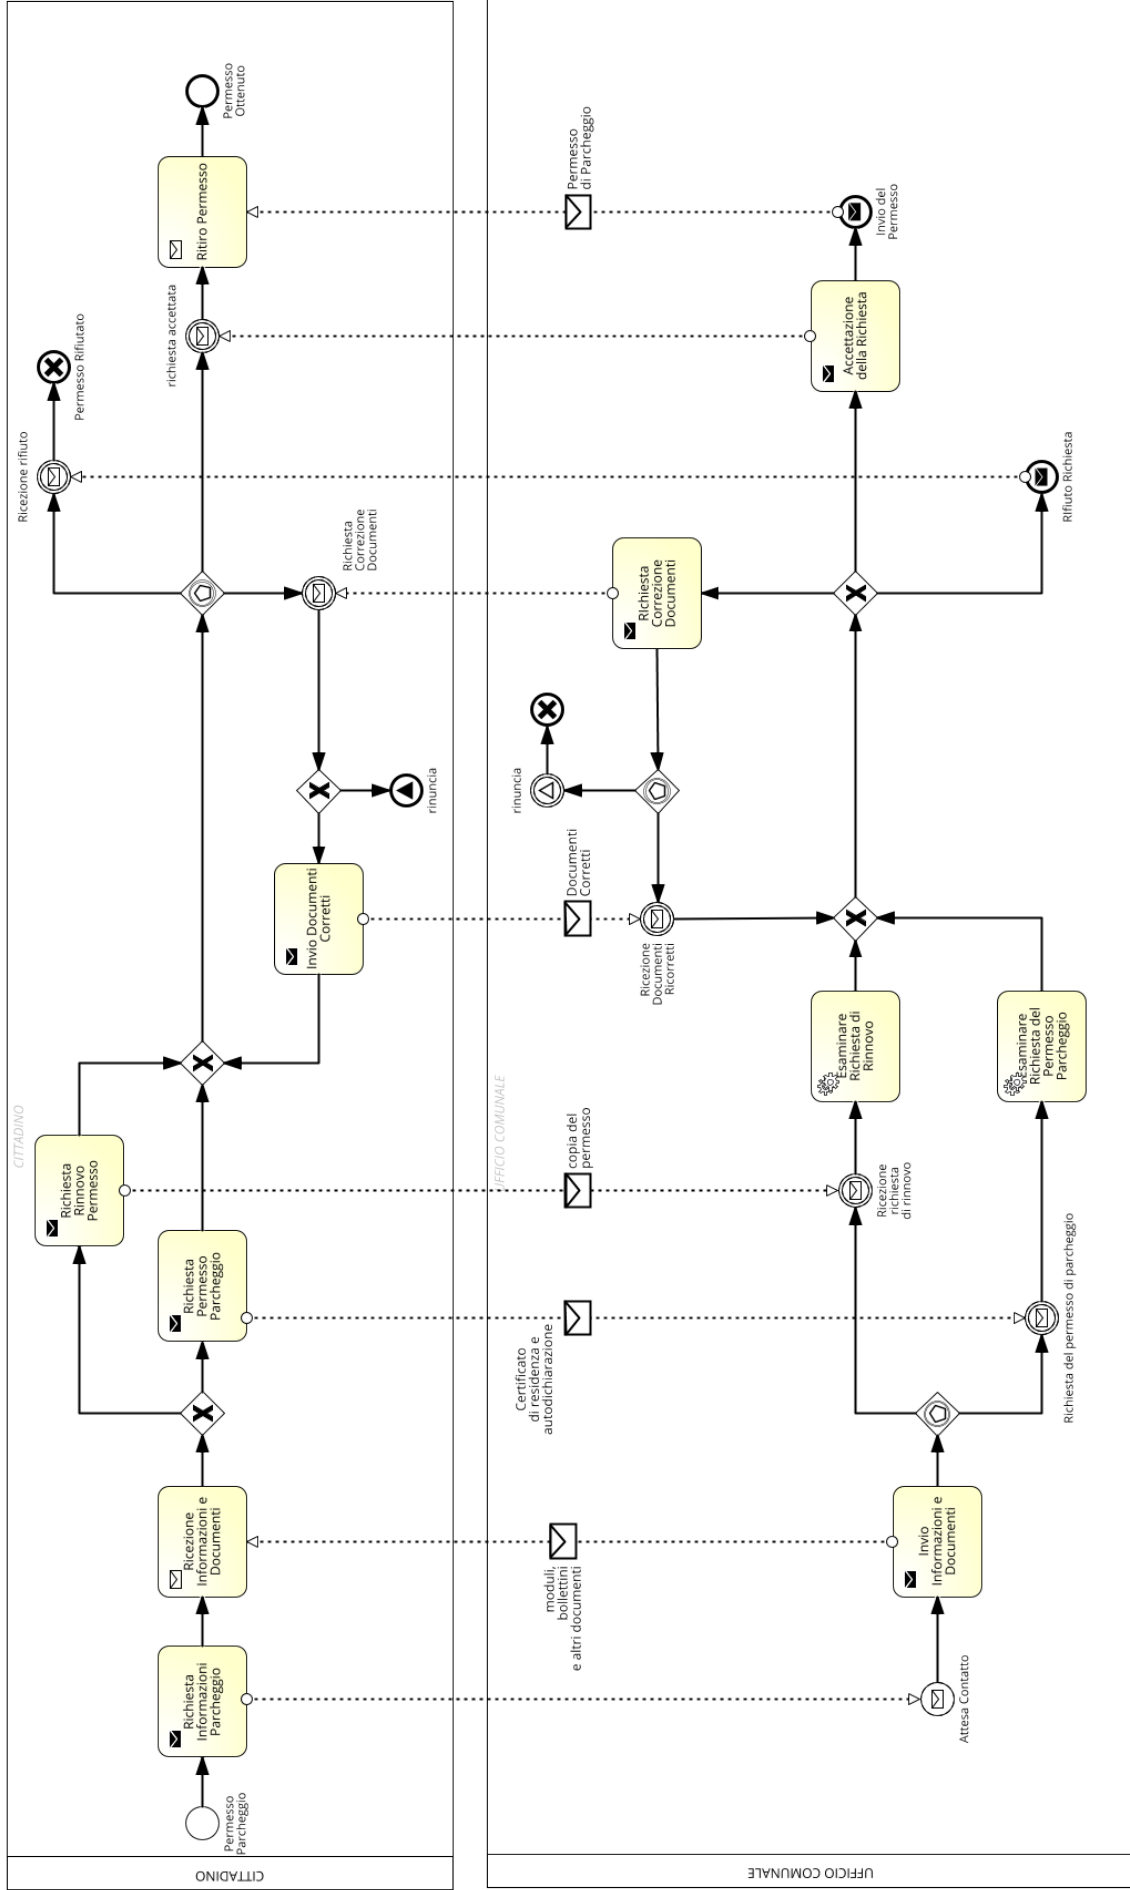 CITTADINO
CITTADINO
Permesso
Parcheggio
Richiesta
Informazioni
Parcheggio
Ricezione
Informazioni e
Documenti
Richiesta
Permesso
Parcheggio
Richiesta
Rinnovo
Permesso
Invio Documenti
Corretti
rinuncia
Richiesta
Correzione
Documenti
Ricezione rifiuto
Permesso Rifiutato
richiesta accettata
Ritiro Permesso
Permesso
Ottenuto
moduli,
bollettini
e altri documenti
Certificato
di residenza e
autodichiarazione
copia del
permesso
Documenti
Corretti
Permesso
di Parcheggio
UFFICIO COMUNALE
UFFICIO COMUNALE
Attesa Contatto
Invio
Informazioni e
Documenti
Richiesta del permesso di parcheggio
Ricezione
richiesta
di rinnovo
Esaminare
Richiesta di
Rinnovo
Esaminare
Richiesta del
Permesso
Parcheggio
Ricezione
Documenti
Ricorretti
rinuncia
RIchiesta
Correzione
Documenti
RIfiuto Richiesta
Accettazione
della Richiesta
Invio del
Permesso